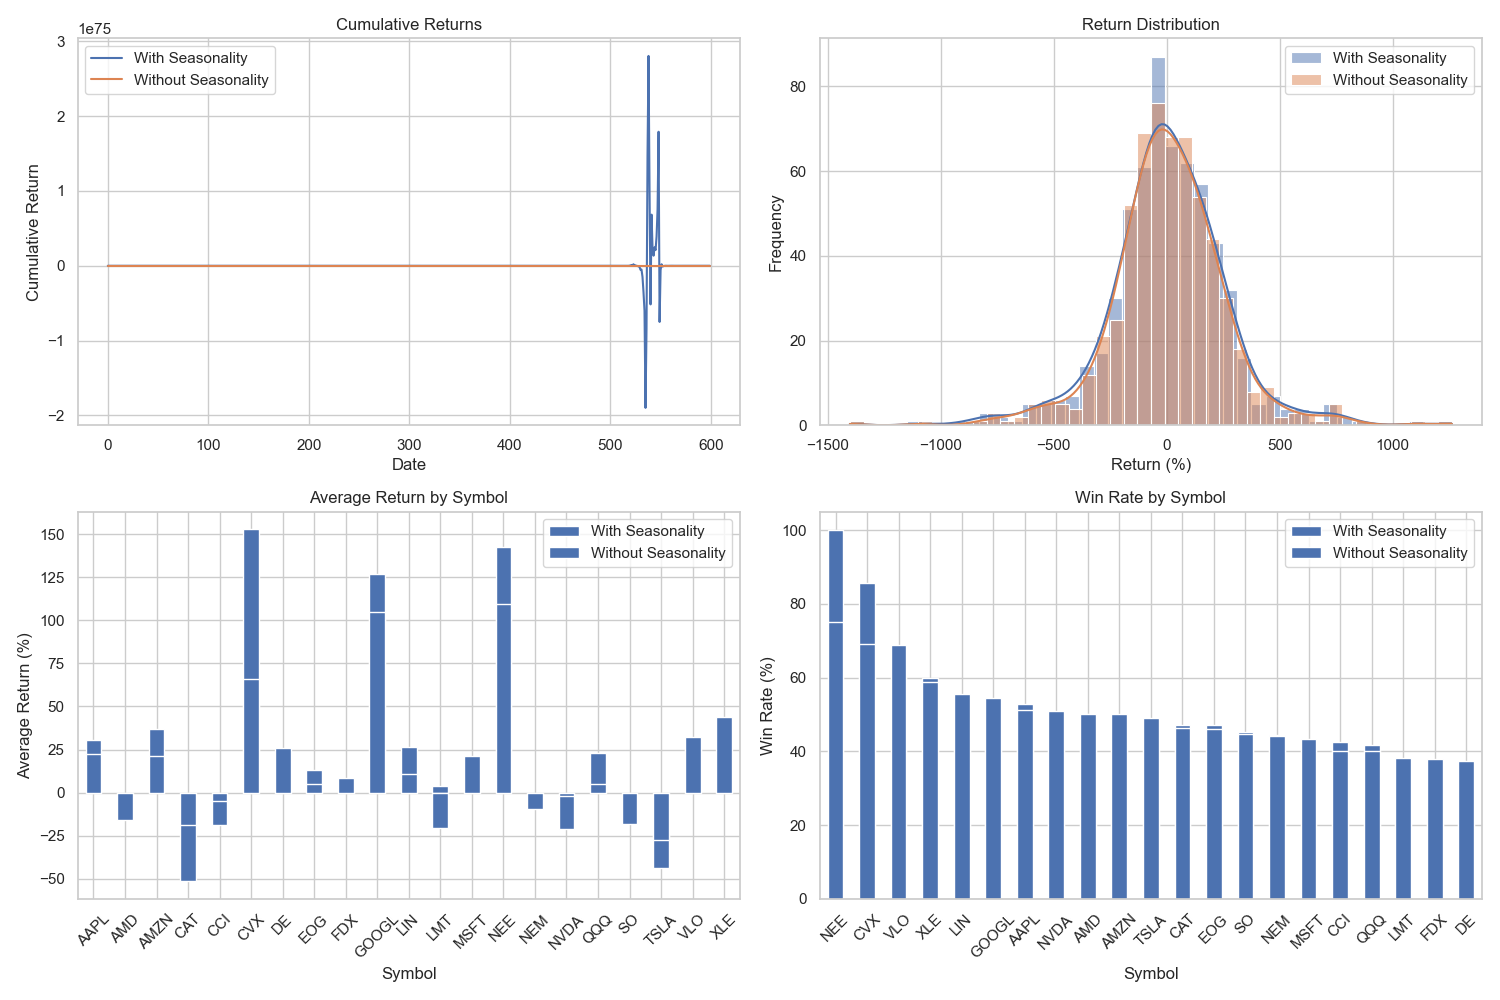 Cumulative Returns
1e75
3
2
1
0
−1
−2
With Seasonality
Without Seasonality
Cumulative Return
0 100 200 300 400 500 600
Date
Return Distribution
With Seasonality
Without Seasonality
80
60
40
20
0
Frequency
−1500 −1000 −500 0 500 1000
Return (%)
Average Return by Symbol
With Seasonality
Without Seasonality
150
125
100
75
50
25
0
−25
−50
Average Return (%)
AAPL AMD AMZN CAT CCI CVX DE EOG FDX GOOGL LIN LMT MSFT NEE NEM NVDA QQQ SO TSLA VLO XLE
Symbol
Win Rate by Symbol
With Seasonality
Without Seasonality
100
80
60
40
20
0
Win Rate (%)
NEE CVX VLO XLE LIN GOOGL AAPL NVDA AMD AMZN TSLA CAT EOG SO NEM MSFT CCI QQQ LMT FDX DE
Symbol